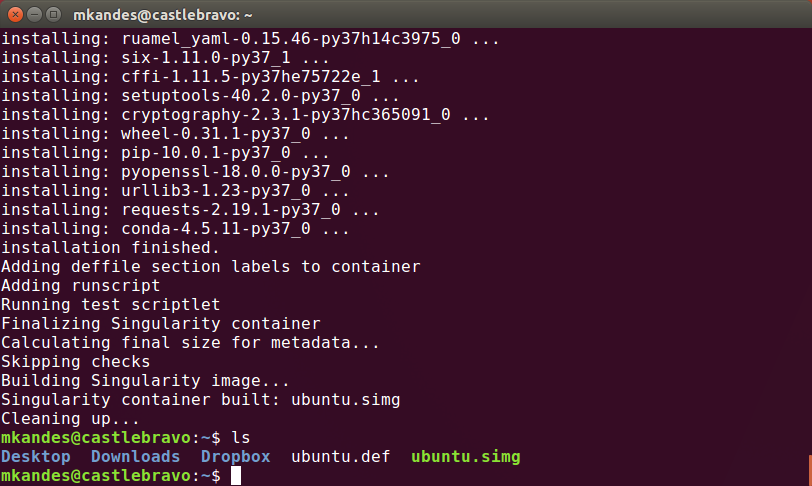 mkandes@castlebravo: ~
installing: ruamel_yaml-0.15.46-py37h14c3975_0 ...
installing: six-1.11.0-py37_1 ...
installing: cffi-1.11.5-py37he75722e_1 ...
installing: setuptools-40.2.0-py37_0 ...
installing: cryptography-2.3.1-py37hc365091_0 ...
installing: wheel-0.31.1-py37_0 ...
installing: pip-10.0.1-py37_0 ...
installing: pyopenssl-18.0.0-py37_0 ...
installing: urllib3-1.23-py37_0 ...
installing: requests-2.19.1-py37_0 ...
installing: conda-4.5.11-py37_0 ...
installation finished.
Adding deffile section labels to container
Adding runscript
Running test scriptlet
Finalizing Singularity container
Calculating final size for metadata...
Skipping checks
Building Singularity image...
Singularity container built: ubuntu.simg
Cleaning up...
mkandes@castlebravo:~$ ls
Desktop  Downloads  Dropbox  ubuntu.def  ubuntu.simg
mkandes@castlebravo:~$